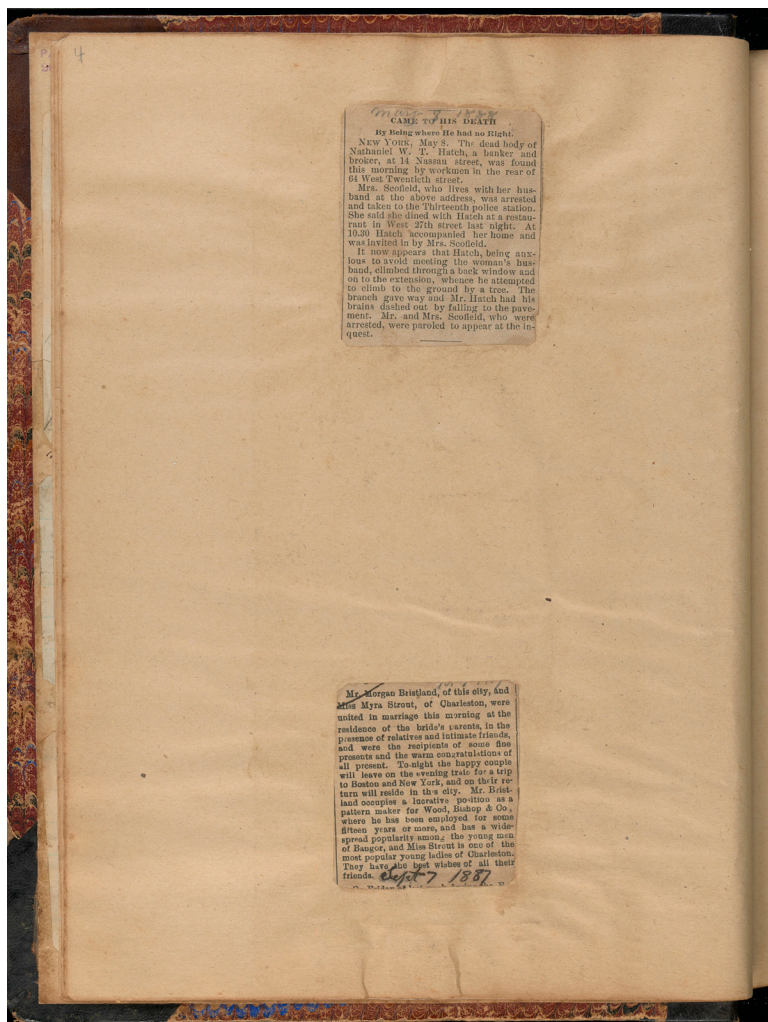 4
May 8 1888
CAME TO HIS DEATH
By Being where He had no Right.
NEW YORK, May 8. The dead body of
Nathaniel W. T. Hatch, a banker and
broker, at 14 Nassau street, was found
this morning by workmen in the rear of
64 West Twentieth street.
Mrs. Scofield, who lives with her hus-
band at the above address, was arrested
and taken to the Thirteenth police station.
She said she dined with Hatch at a restau-
rant in West 27th street last night. At
10.30 Hatch accompanied her home and
was invited in by Mrs. Scofield.
It now appears that Hatch, being anx-
ious to avoid meeting the woman's hus-
band, climbed through a back window and
on to the extension, whence he attempted
to climb to the ground by a tree. The
branch gave way and Mr. Hatch had his
brains dashed out by falling to the pave-
ment. Mr. and Mrs. Scofield, who were
arrested, were paroled to appear at the in-
quest.
Mr. Morgan Bristland, of this city, and
Miss Myra Strout, of Charleston, were
united in marriage this morning at the
residence of the bride's parents, in the
presence of relatives and intimate friends,
and were the recipients of some fine
presents and the warm congratulations of
all present. To-night the happy couple
will leave on the evening train for a trip
to Boston and New York, and on their re-
turn will reside in this city. Mr. Brist-
land occupies a lucrative position as a
pattern maker for Wood, Bishop & Co.,
where he has been employed for some
fifteen years or more, and has a wide-
spread popularity among the young men
of Bangor, and Miss Strout is one of the
most popular young ladies of Charleston.
They have the best wishes of all their
friends. Sept 7 1887